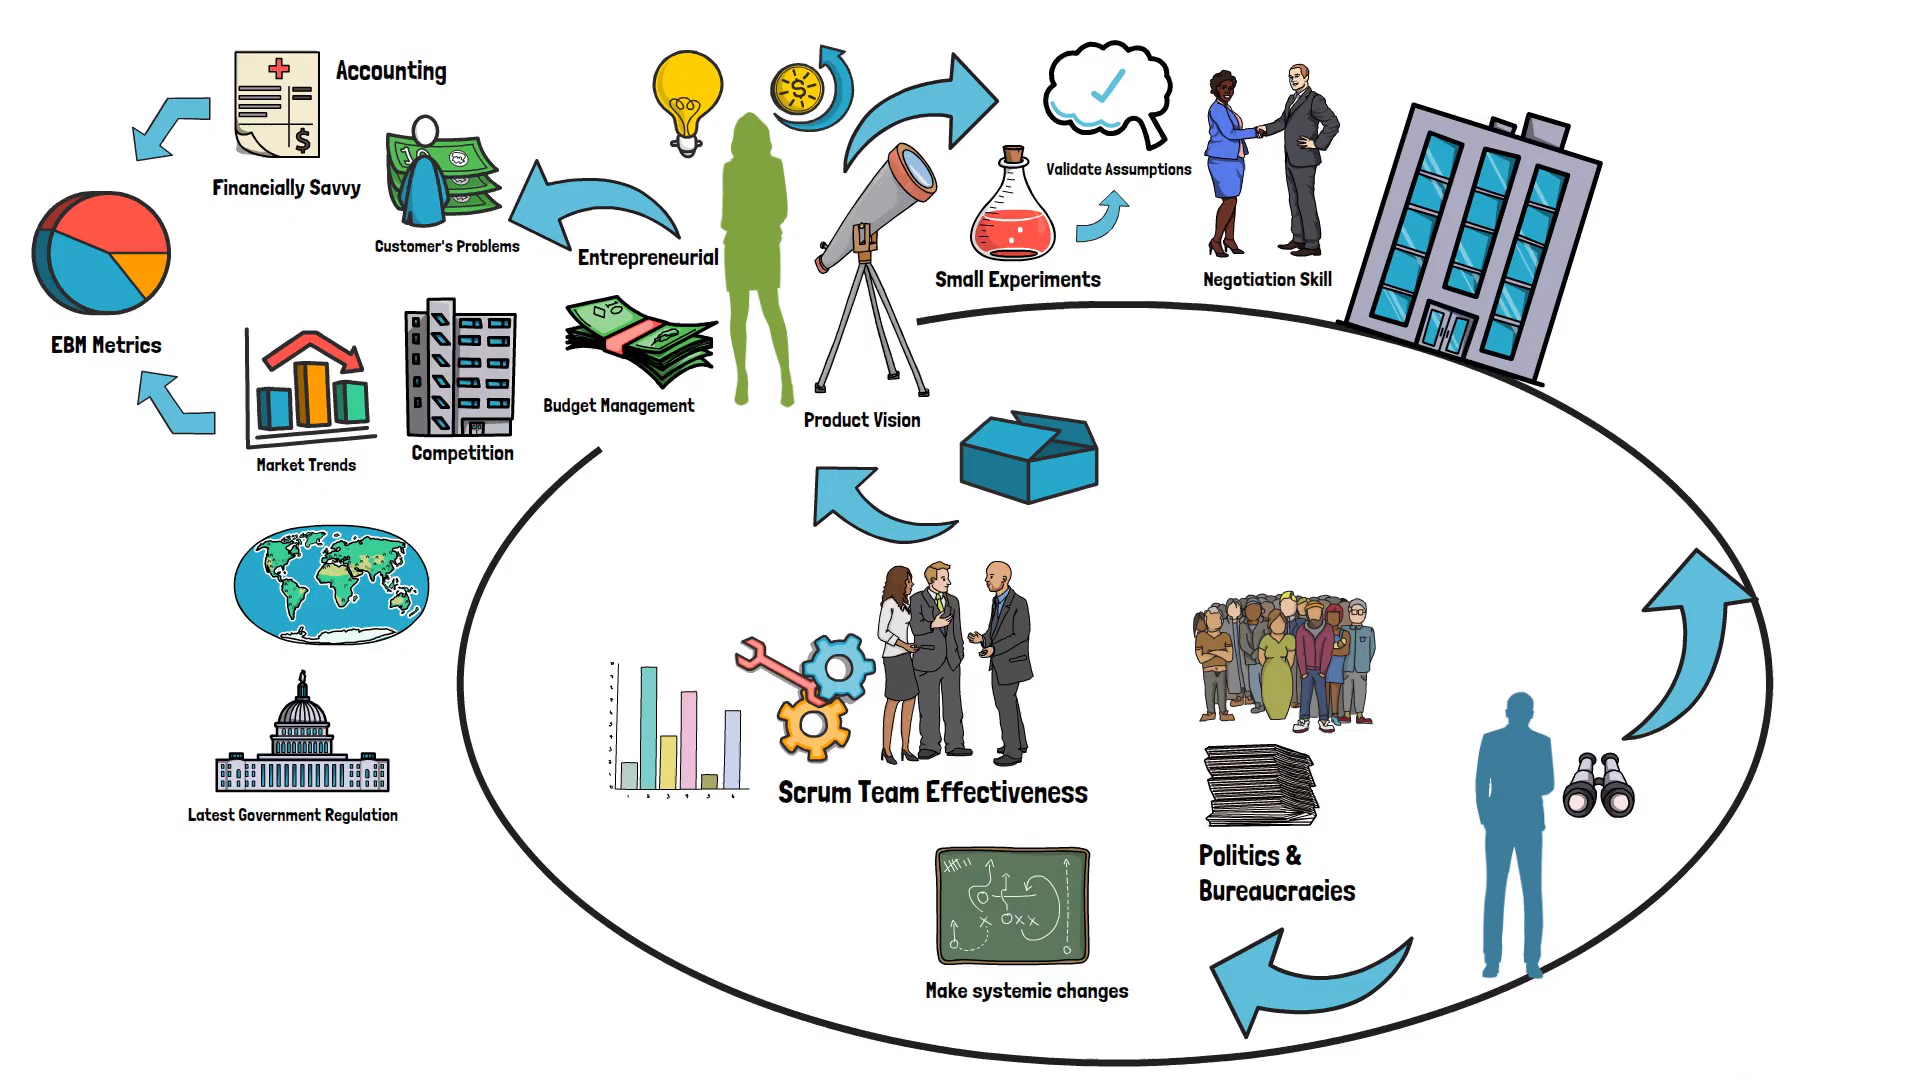 Accounting
Financially Savvy
Customer's Problems
Entrepreneurial
Validate Assumptions
Small Experiments
Negotiation Skill
EBM Metrics
Market Trends
Competition
Budget Management
Product Vision
Latest Government Regulation
Scrum Team Effectiveness
Politics &
Bureaucracies
Make systemic changes